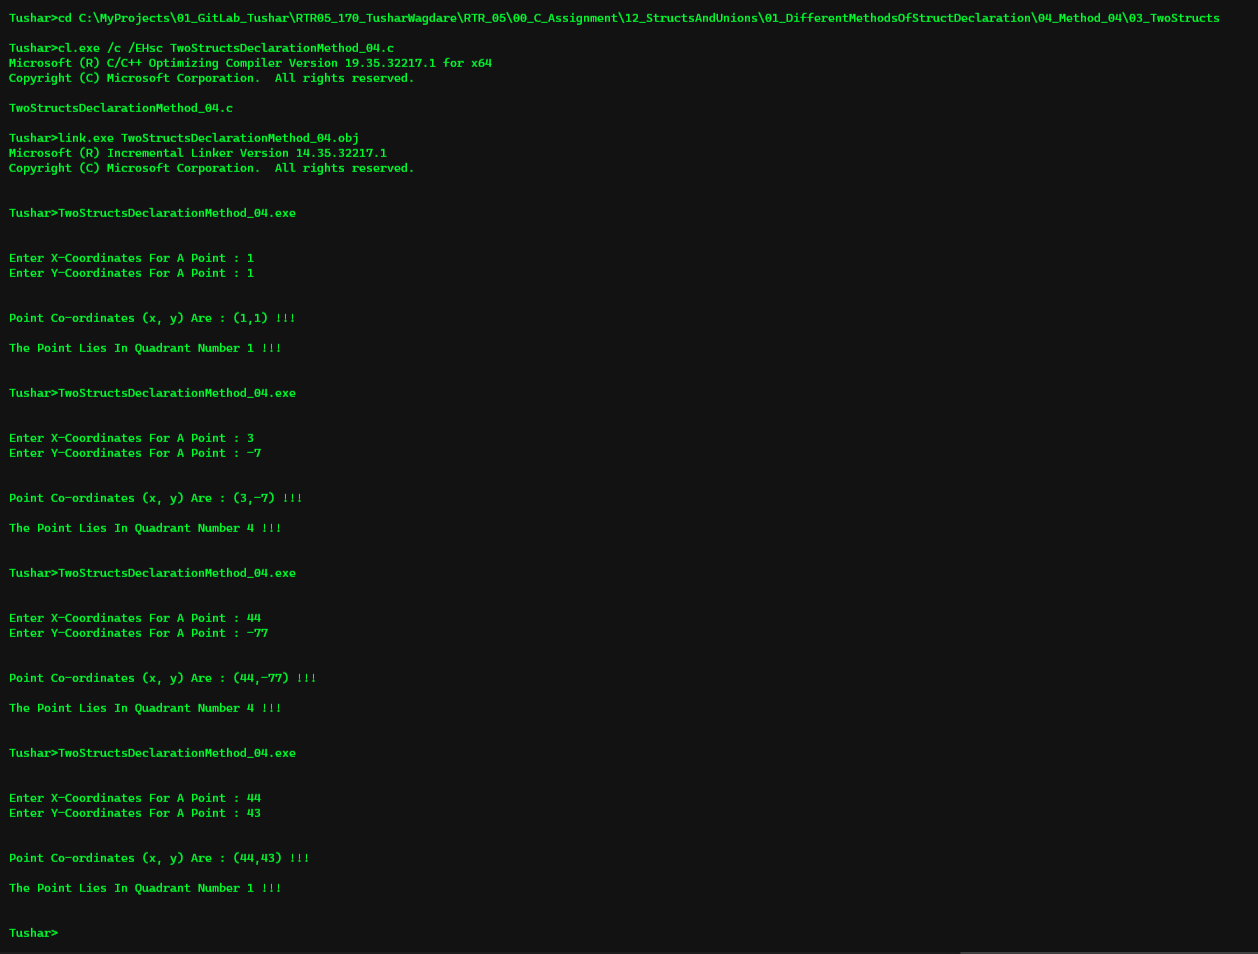 Tushar>cd C:\MyProjects\01_GitLab_Tushar\RTR05_170_TusharWagdare\RTR_05\00_C_Assignment\12_StructsAndUnions\01_DifferentMethodsOfStructDeclaration\04_Method_04\03_TwoStructs
Tushar>cl.exe /c /EHsc TwoStructsDeclarationMethod_04.c
Microsoft (R) C/C++ Optimizing Compiler Version 19.35.32217.1 for x64
Copyright (C) Microsoft Corporation.  All rights reserved.
TwoStructsDeclarationMethod_04.c
Tushar>link.exe TwoStructsDeclarationMethod_04.obj
Microsoft (R) Incremental Linker Version 14.35.32217.1
Copyright (C) Microsoft Corporation.  All rights reserved.
Tushar>TwoStructsDeclarationMethod_04.exe
Enter X-Coordinates For A Point : 1
Enter Y-Coordinates For A Point : 1
Point Co-ordinates (x, y) Are : (1,1) !!!
The Point Lies In Quadrant Number 1 !!!
Tushar>TwoStructsDeclarationMethod_04.exe
Enter X-Coordinates For A Point : 3
Enter Y-Coordinates For A Point : -7
Point Co-ordinates (x, y) Are : (3,-7) !!!
The Point Lies In Quadrant Number 4 !!!
Tushar>TwoStructsDeclarationMethod_04.exe
Enter X-Coordinates For A Point : 44
Enter Y-Coordinates For A Point : -77
Point Co-ordinates (x, y) Are : (44,-77) !!!
The Point Lies In Quadrant Number 4 !!!
Tushar>TwoStructsDeclarationMethod_04.exe
Enter X-Coordinates For A Point : 44
Enter Y-Coordinates For A Point : 43
Point Co-ordinates (x, y) Are : (44,43) !!!
The Point Lies In Quadrant Number 1 !!!
Tushar>